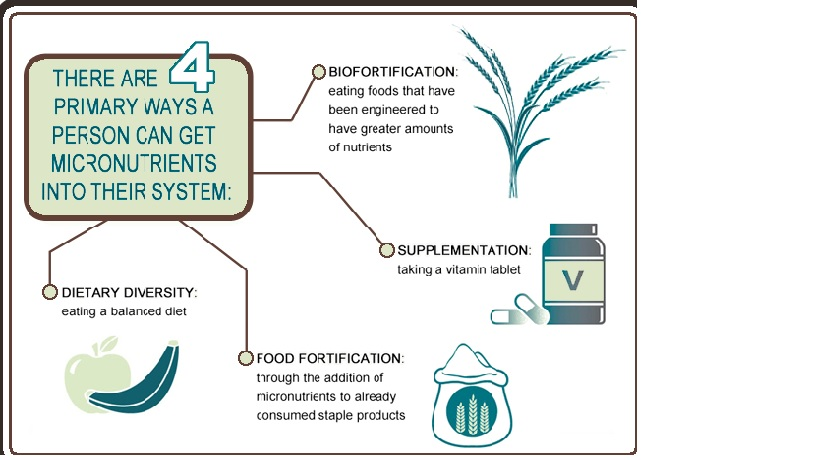 THERE ARE 4
PRIMARY WAYS A
PERSON CAN GET
MICRONUTRIENTS
INTO THEIR SYSTEM:
BIOFORTIFICATION:
eating foods that have
been engineered to
have greater amounts
of nutrients
SUPPLEMENTATION:
taking a vitamin tablet
V
DIETARY DIVERSITY:
eating a balanced diet
FOOD FORTIFICATION:
through the addition of
micronutrients to already
consumed staple products